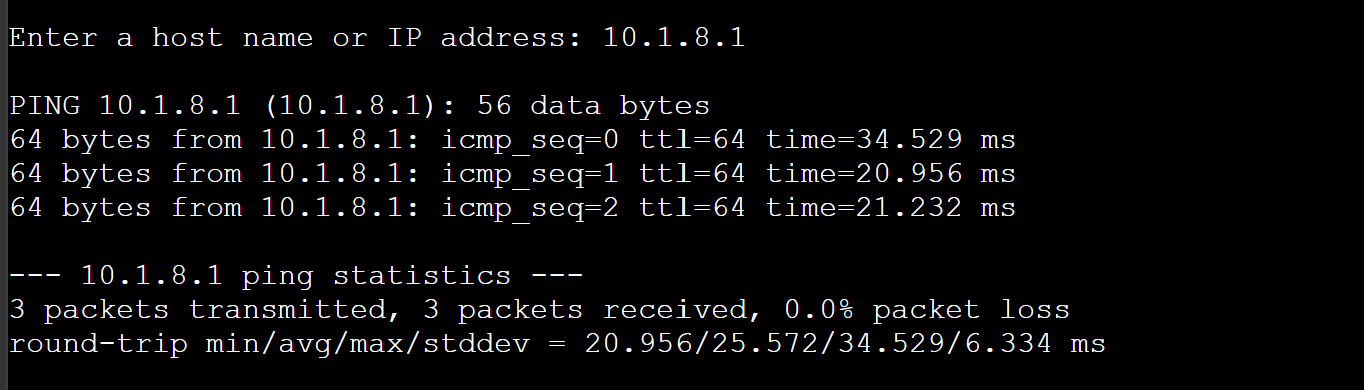 Enter a host name or IP address: 10.1.8.1
PING 10.1.8.1 (10.1.8.1): 56 data bytes
64 bytes from 10.1.8.1: icmp_seq=0 ttl=64 time=34.529 ms
64 bytes from 10.1.8.1: icmp_seq=1 ttl=64 time=20.956 ms
64 bytes from 10.1.8.1: icmp_seq=2 ttl=64 time=21.232 ms
--- 10.1.8.1 ping statistics ---
3 packets transmitted, 3 packets received, 0.0% packet loss
round-trip min/avg/max/stddev = 20.956/25.572/34.529/6.334 ms